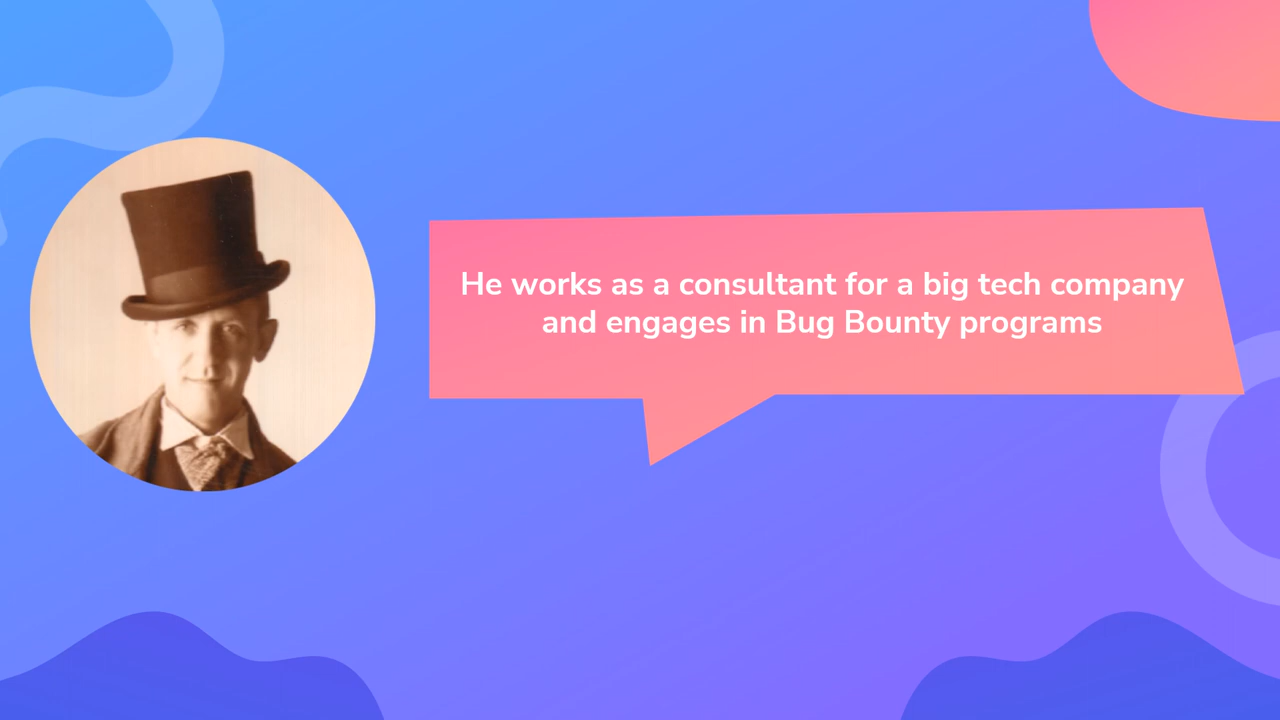 He works as a consultant for a big tech company
and engages in Bug Bounty programs